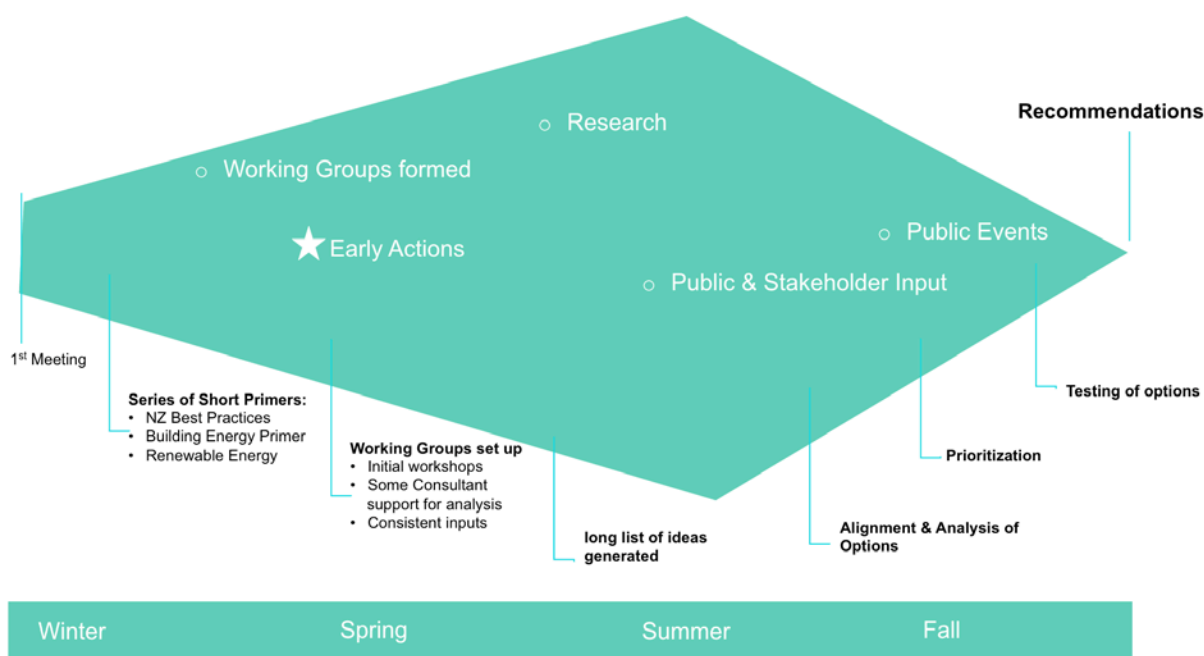 Recommendations
Research
Working Groups formed
Public Events
Early Actions
Public & Stakeholder Input
1st Meeting
Testing of options
Series of Short Primers:
• NZ Best Practices
• Building Energy Primer
• Renewable Energy
Working Groups set up
• Initial workshops
• Some Consultant
support for analysis
• Consistent inputs
Prioritization
long list of ideas
generated
Alignment & Analysis of
Options
Winter
Spring
Summer
Fall